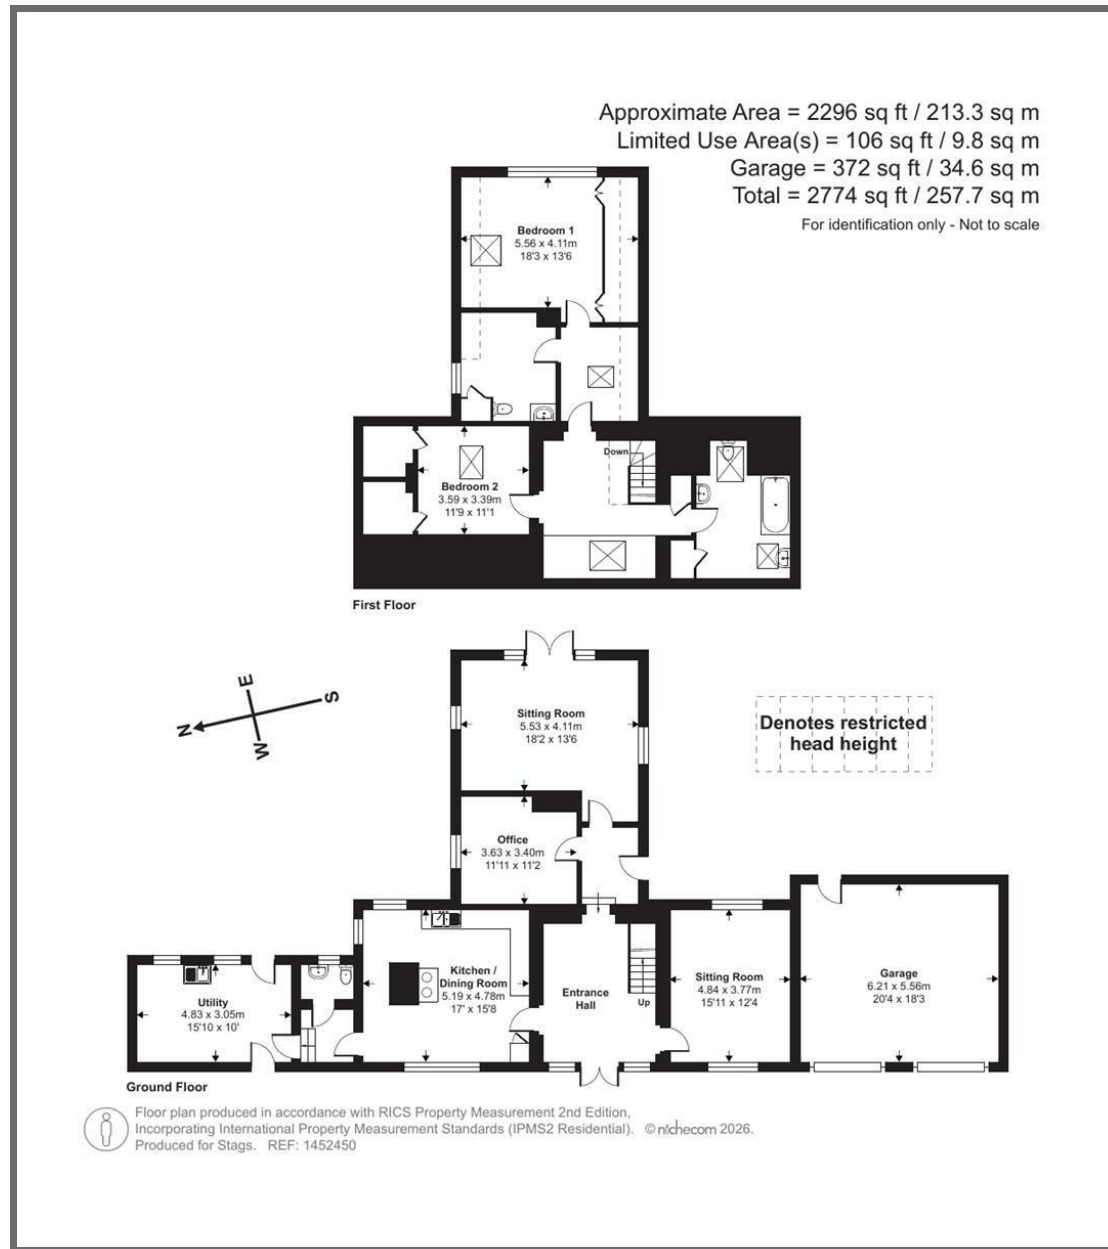 Approximate Area = 2296 sq ft / 213.3 sq m
Limited Use Area(s) = 106 sq ft / 9.8 sq m
Garage = 372 sq ft / 34.6 sq m
Total = 2774 sq ft / 257.7 sq m
For identification only - Not to scale
Bedroom 1
5.56 x 4.11m
18'3 x 13'6
Down
Bedroom 2
3.59 x 3.39m
11'9 x 11'1
First Floor
N
E
S
W
Sitting Room
5.53 x 4.11m
18'2 x 13'6
Denotes restricted
head height
Office
3.63 x 3.40m
11'11 x 11'2
Utility
4.83 x 3.05m
15'10 x 10'
Kitchen /
Dining Room
5.19 x 4.78m
17' x 15'8
Entrance
Hall
Up
Sitting Room
4.84 x 3.77m
15'11 x 12'4
Garage
6.21 x 5.56m
20'4 x 18'3
Ground Floor
Floor plan produced in accordance with RICS Property Measurement 2nd Edition,
Incorporating International Property Measurement Standards (IPMS2 Residential). © nıchecom 2026.
Produced for Stags. REF: 1452450